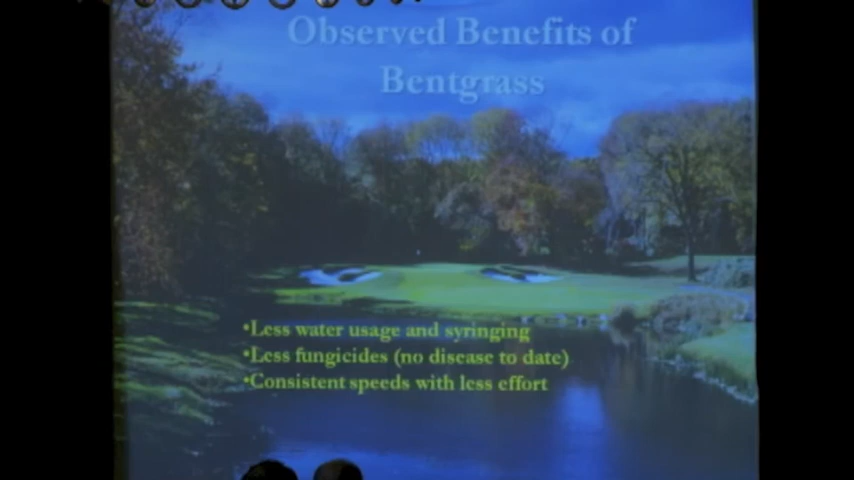 Observed Benefits of
Bentgrass
•Less water usage and syringing
•Less fungicides (no disease to date)
•Consistent speeds with less effort